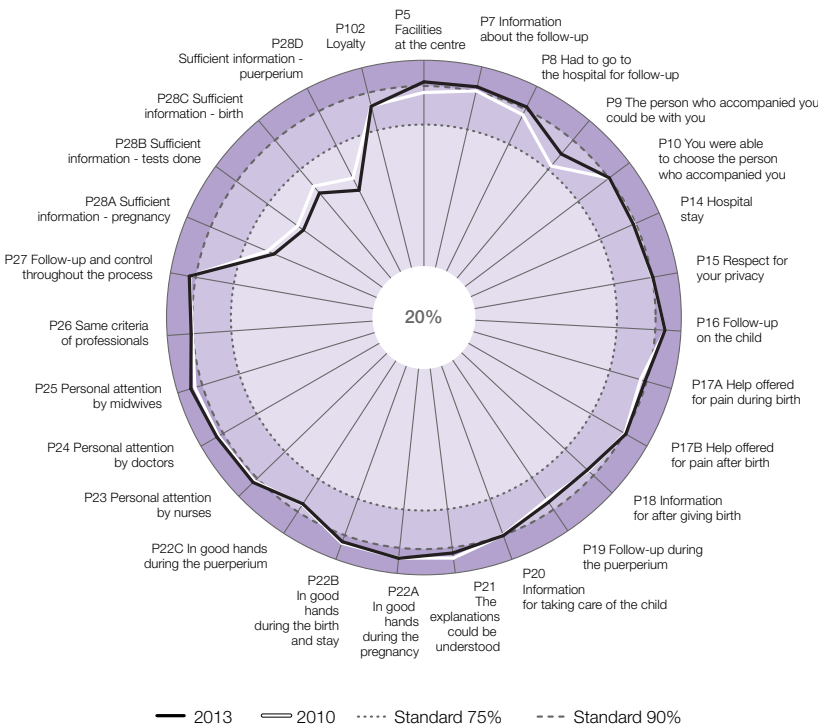 P5
Facilities
at the centre
P7 Information
about the follow-up
P8 Had to go to
the hospital for follow-up
P9 The person who accompanied you
could be with you
P10 You were able
to choose the person
who accompanied you
P14 Hospital
stay
P15 Respect for
your privacy
P16 Follow-up
on the child
P17A Help offered
for pain during birth
P17B Help offered
for pain after birth
P18 Information
for after giving birth
P19 Follow-up during
the puerperium
P20
Information
for taking care of the child
P21
The
explanations
could be
understood
P22A
In good
hands
during the
pregnancy
P22B
In good
hands
during the birth
and stay
P22C In good hands
during the puerperium
P23 Personal attention
by nurses
P24 Personal attention
by doctors
P25 Personal attention
by midwives
P26 Same criteria
of professionals
P27 Follow-up and control
throughout the process
P28A Sufficient
information - pregnancy
P28B Sufficient
information - tests done
P28C Sufficient
information - birth
P28D
Sufficient information -
puerperium
P102
Loyalty
20%
2013 2010 Standard 75% Standard 90%